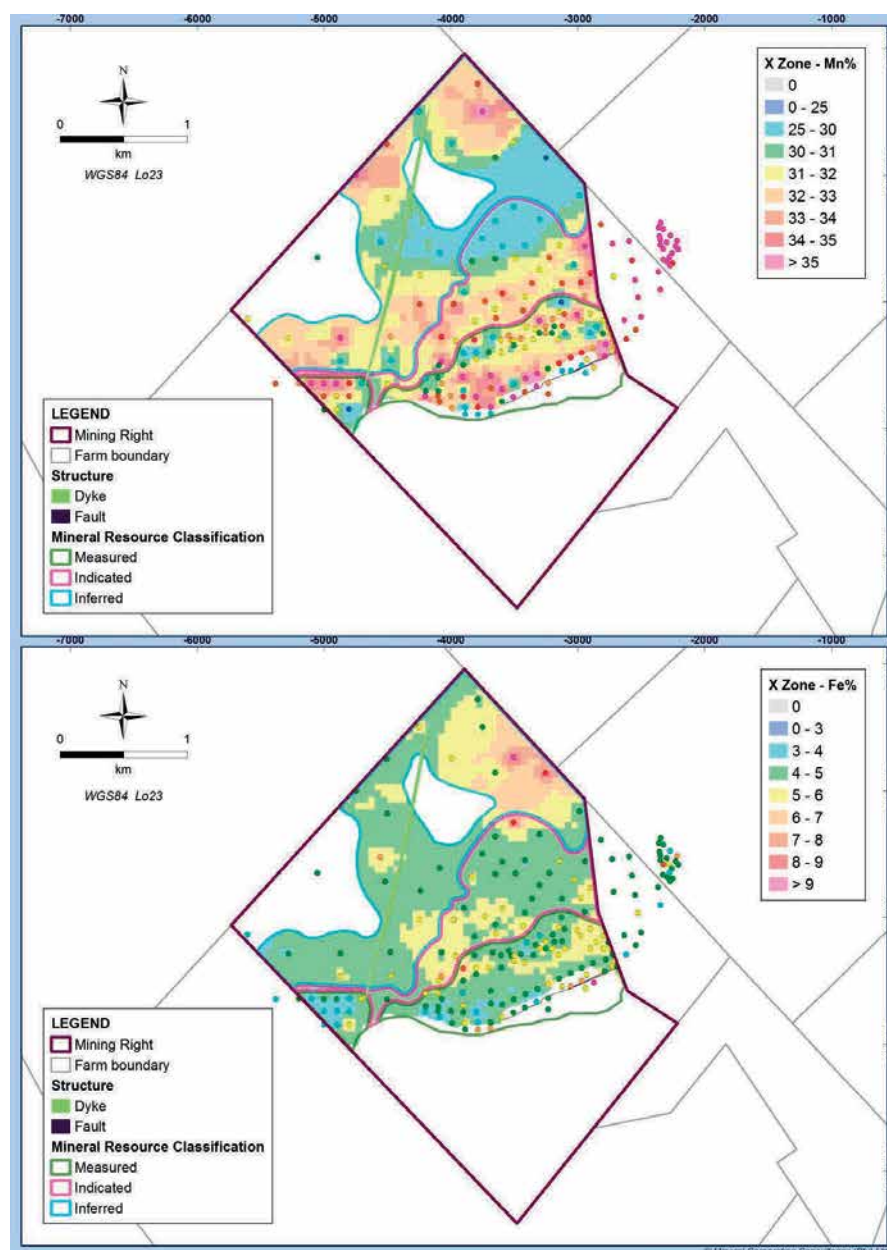 -7000 -6000 -5000 -4000 -3000 -2000 -1000
N
0 1
km
WGS84 Lo23
X Zone - Mn%
0
0 - 25
25 - 30
30 - 31
31 - 32
32 - 33
33 - 34
34 - 35
> 35
LEGEND
Mining Right
Farm boundary
Structure
Dyke
Fault
Mineral Resource Classification
Measured
Indicated
Inferred
-7000 -6000 -5000 -4000 -3000 -2000 -1000
N
0 1
km
WGS84 Lo23
X Zone - Fe%
0
0 - 3
3 - 4
4 - 5
5 - 6
6 - 7
7 - 8
8 - 9
> 9
LEGEND
Mining Right
Farm boundary
Structure
Dyke
Fault
Mineral Resource Classification
Measured
Indicated
Inferred